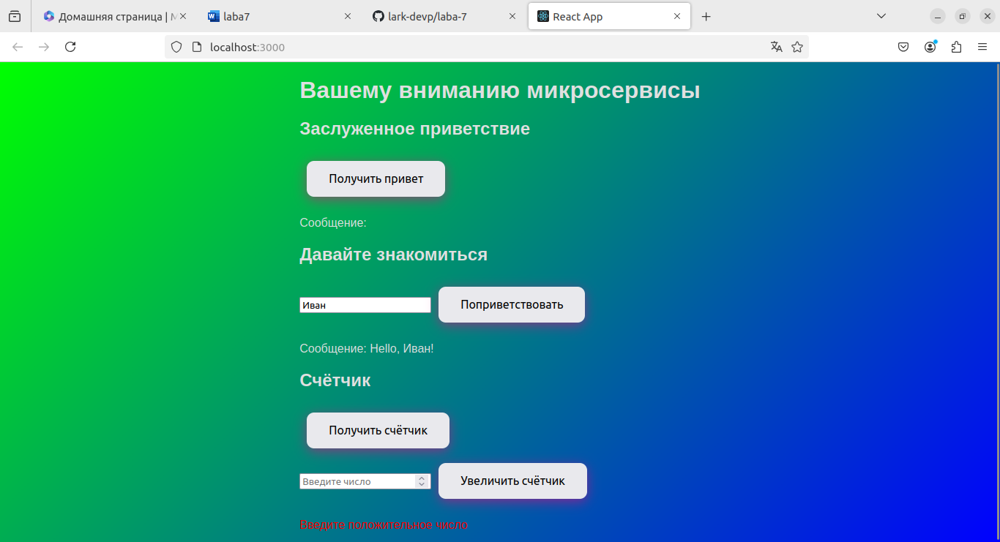 Домашняя страница | M
laba7
lark-devp/laba-7
React App
localhost:3000
Вашему вниманию микросервисы
Заслуженное приветствие
Получить привет
Сообщение:
Давайте знакомиться
Иван
Поприветствовать
Сообщение: Hello, Иван!
Счётчик
Получить счётчик
Введите число
Увеличить счётчик
Введите положительное число